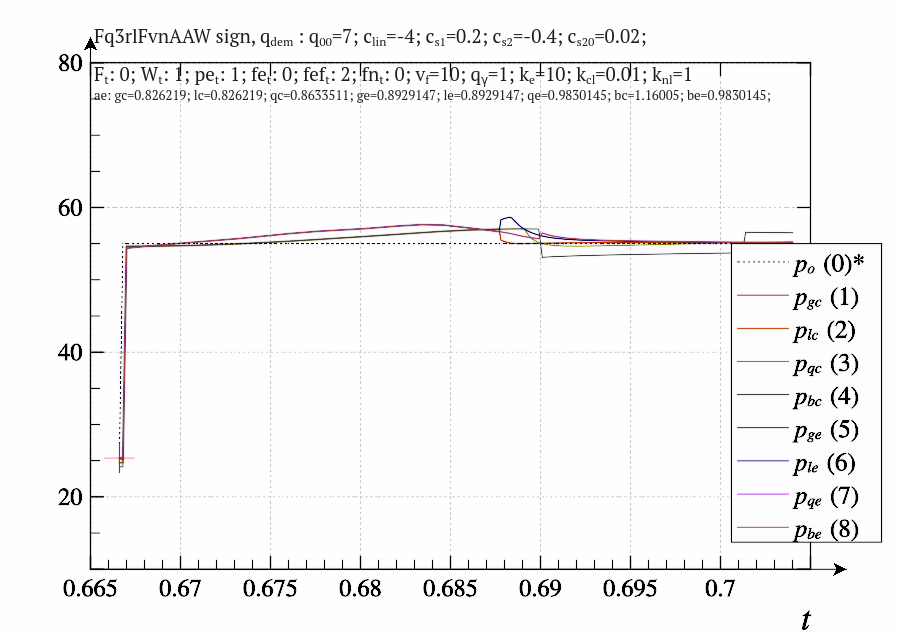 Fq3rlFvnAAW sign, qdem : q00=7; clin=-4; cs1=0.2; cs2=-0.4; cs20=0.02;
80
Ft: 0; Wt: 1; pet: 1; fet: 0; feft: 2; fnt: 0; vf=10; qγ=1; ke=10; kcl=0.01; knl=1
ae: gc=0.826219; lc=0.826219; qc=0.8633511; ge=0.8929147; le=0.8929147; qe=0.9830145; bc=1.16005; be=0.9830145;
60
40
20
po (0)*
pgc (1)
plc (2)
pqc (3)
pbc (4)
pge (5)
ple (6)
pqe (7)
pbe (8)
0.665 0.67 0.675 0.68 0.685 0.69 0.695 0.7
t